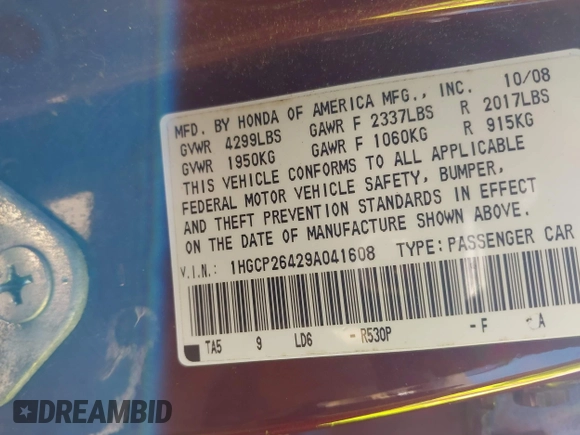 MFD. BY HONDA OF AMERICA MFG., INC. 10/08
GVWR 4299LBS GAWR F 2337LBS R 2017LBS
GVWR 1950KG GAWR F 1060KG R 915KG
THIS VEHICLE CONFORMS TO ALL APPLICABLE
FEDERAL MOTOR VEHICLE SAFETY, BUMPER,
AND THEFT PREVENTION STANDARDS IN EFFECT
ON THE DATE OF MANUFACTURE SHOWN ABOVE.
V.I.N.: 1HGCP26429A041608 TYPE:PASSENGER CAR
TA5 9 LD6 - R530P - F A
DREAMBID